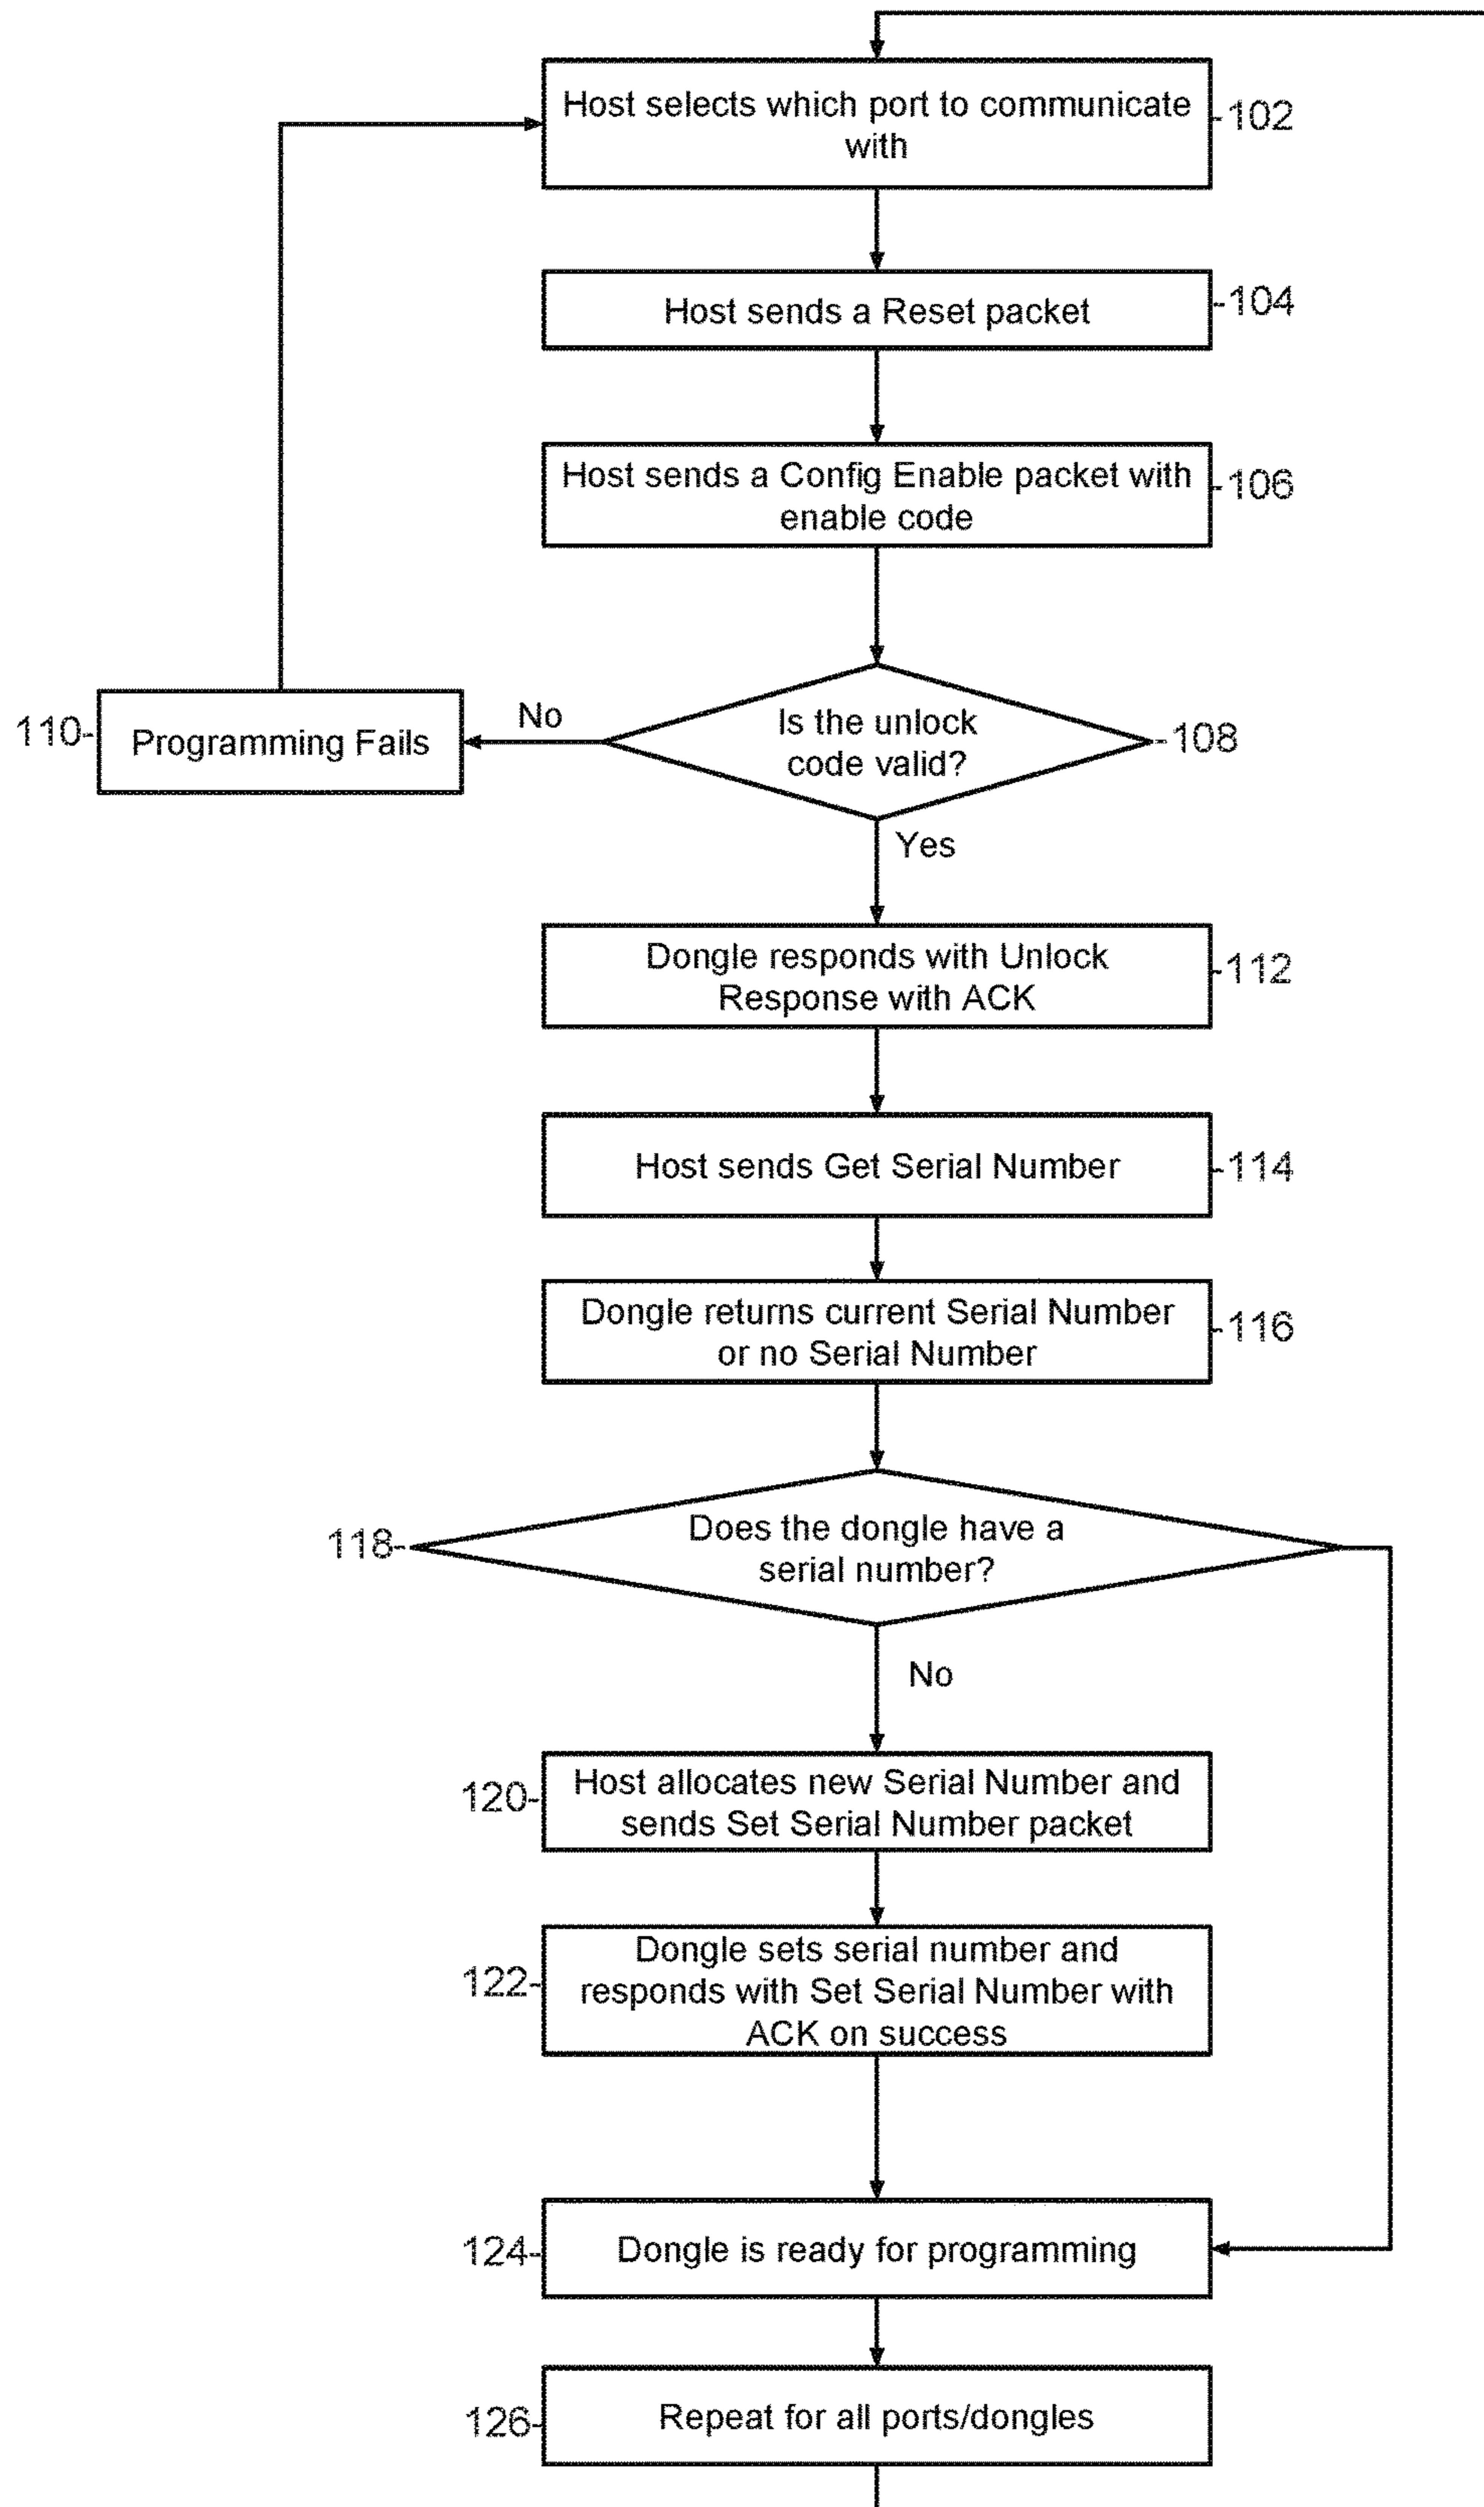 Host selects which port to communicate
with
102
Host sends a Reset packet
104
Host sends a Config Enable packet with
enable code
106
Is the unlock
code valid?
108
No
110
Programming Fails
Yes
Dongle responds with Unlock
Response with ACK
112
Host sends Get Serial Number
114
Dongle returns current Serial Number
or no Serial Number
116
118
Does the dongle have a
serial number?
No
120
Host allocates new Serial Number and
sends Set Serial Number packet
122
Dongle sets serial number and
responds with Set Serial Number with
ACK on success
124
Dongle is ready for programming
126
Repeat for all ports/dongles